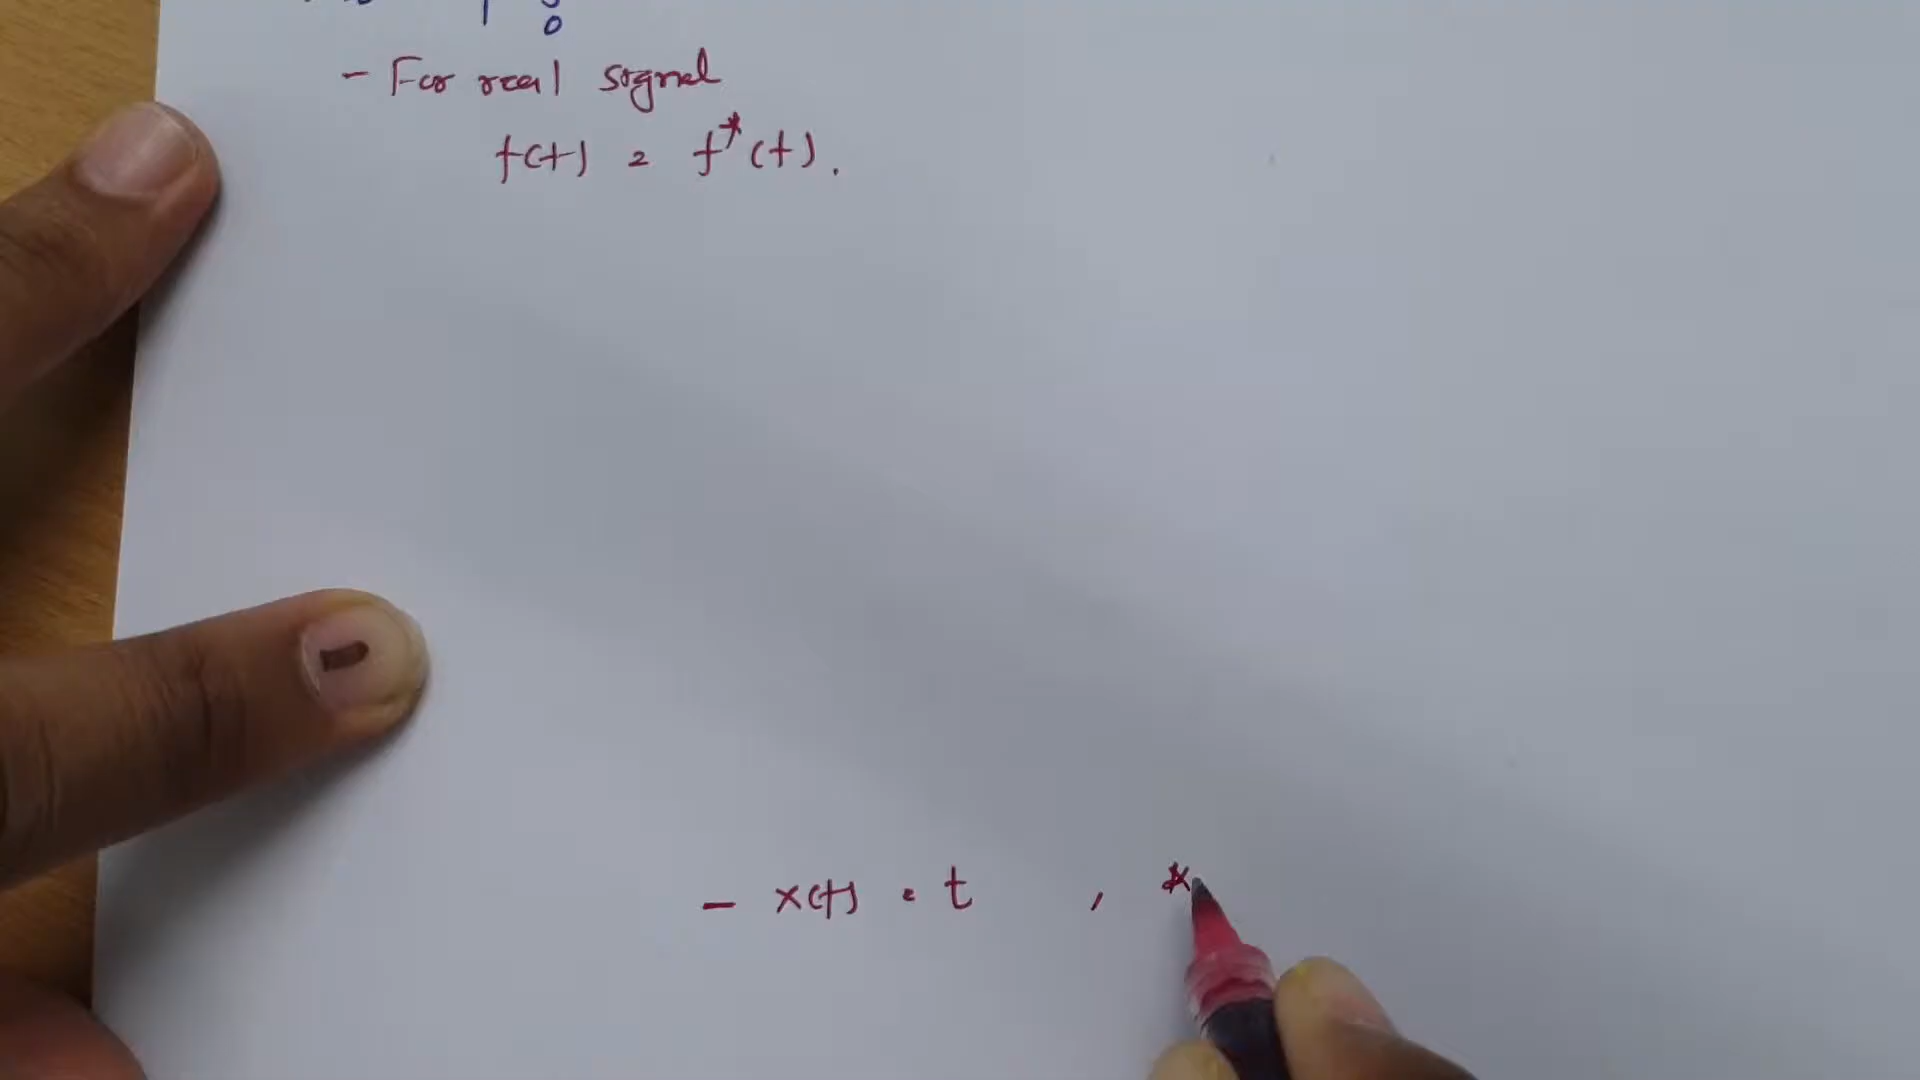 - For real signal
f(t) = f*(t).
- x(t) = t , *